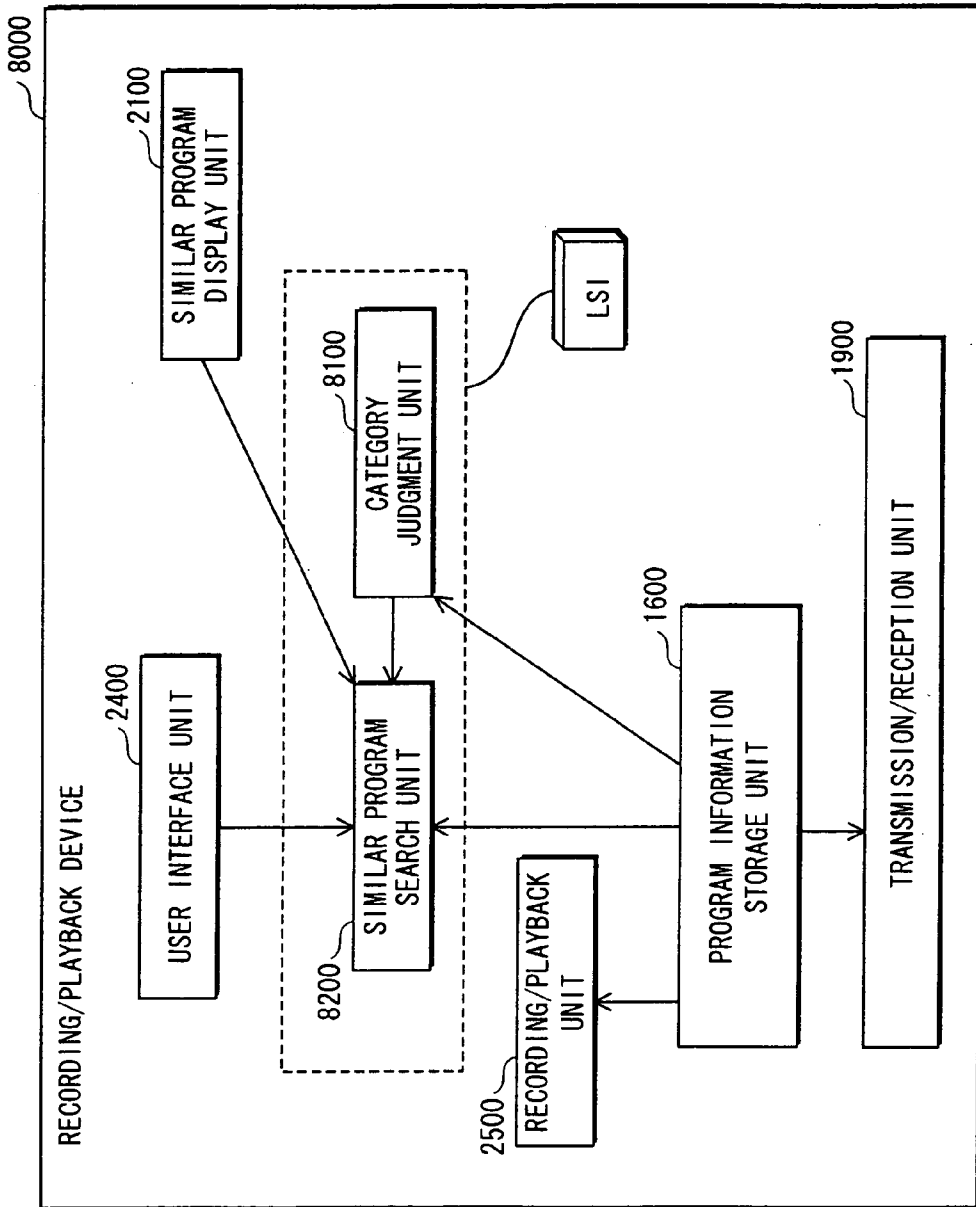 8000
RECORDING/PLAYBACK DEVICE
2400
USER INTERFACE UNIT
2100
SIMILAR PROGRAM
DISPLAY UNIT
8200
SIMILAR PROGRAM
SEARCH UNIT
8100
CATEGORY
JUDGMENT UNIT
LSI
2500
RECORDING/PLAYBACK
UNIT
1600
PROGRAM INFORMATION
STORAGE UNIT
1900
TRANSMISSION/RECEPTION UNIT